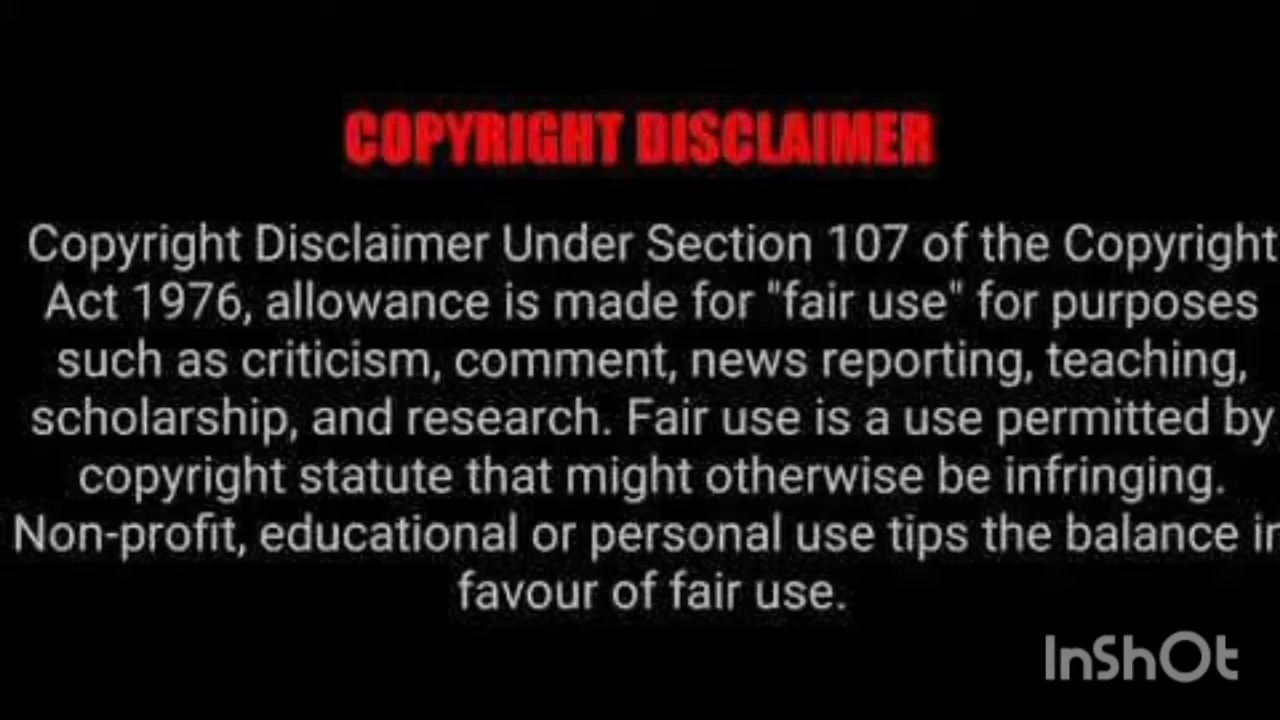 COPYRIGHT DISCLAIMER
Copyright Disclaimer Under Section 107 of the Copyright
Act 1976, allowance is made for "fair use" for purposes
such as criticism, comment, news reporting, teaching,
scholarship, and research. Fair use is a use permitted by
copyright statute that might otherwise be infringing.
Non-profit, educational or personal use tips the balance in
favour of fair use.
InShOt